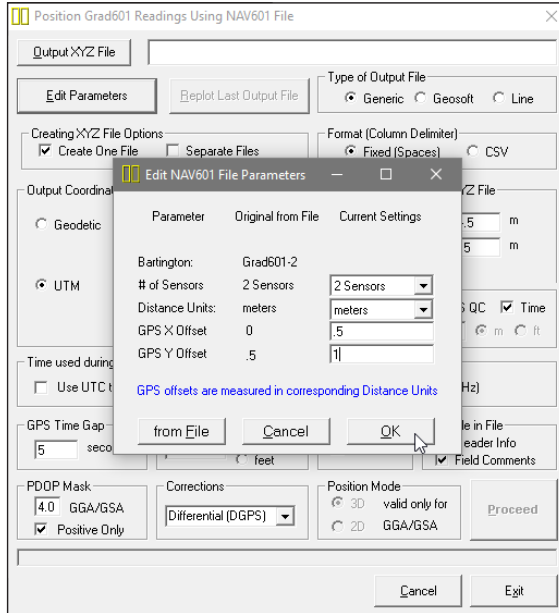 Position Grad601 Readings Using NAV601 File
Output XYZ File
Edit Parameters
Replot Last Output File
Type of Output File
Generic Geosoft Line
Creating XYZ File Options
Create One File Separate Files
Format (Column Delimiter)
Fixed (Spaces) CSV
Edit NAV601 File Parameters
Parameter Original from File Current Settings
Bartington: Grad601-2
# of Sensors 2 Sensors 2 Sensors
Distance Units: meters meters
GPS X Offset 0 .5
GPS Y Offset .5 1
GPS offsets are measured in corresponding Distance Units
from File Cancel OK
Output Coordina
YZ File
Geodetic
.5 m
5 m
UTM
QC Time
m ft
Time used during
Use UTC t
Hz)
GPS Time Gap
5 seco
feet
le in File
eader Info
Field Comments
PDOP Mask
4.0 GGA/GSA
Positive Only
Corrections
Differential (DGPS)
Position Mode
3D valid only for
2D GGA/GSA
Proceed
Cancel Exit